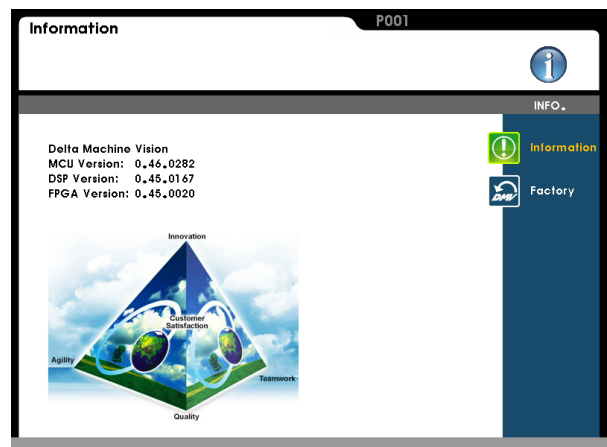 Information
P001
INFO.
Delta Machine Vision
MCU Version: 0.46.0282
DSP Version: 0.45.0167
FPGA Version: 0.45.0020
Information
DMV Factory
Innovation
Customer
Satisfaction
Agility
Teamwork
Quality